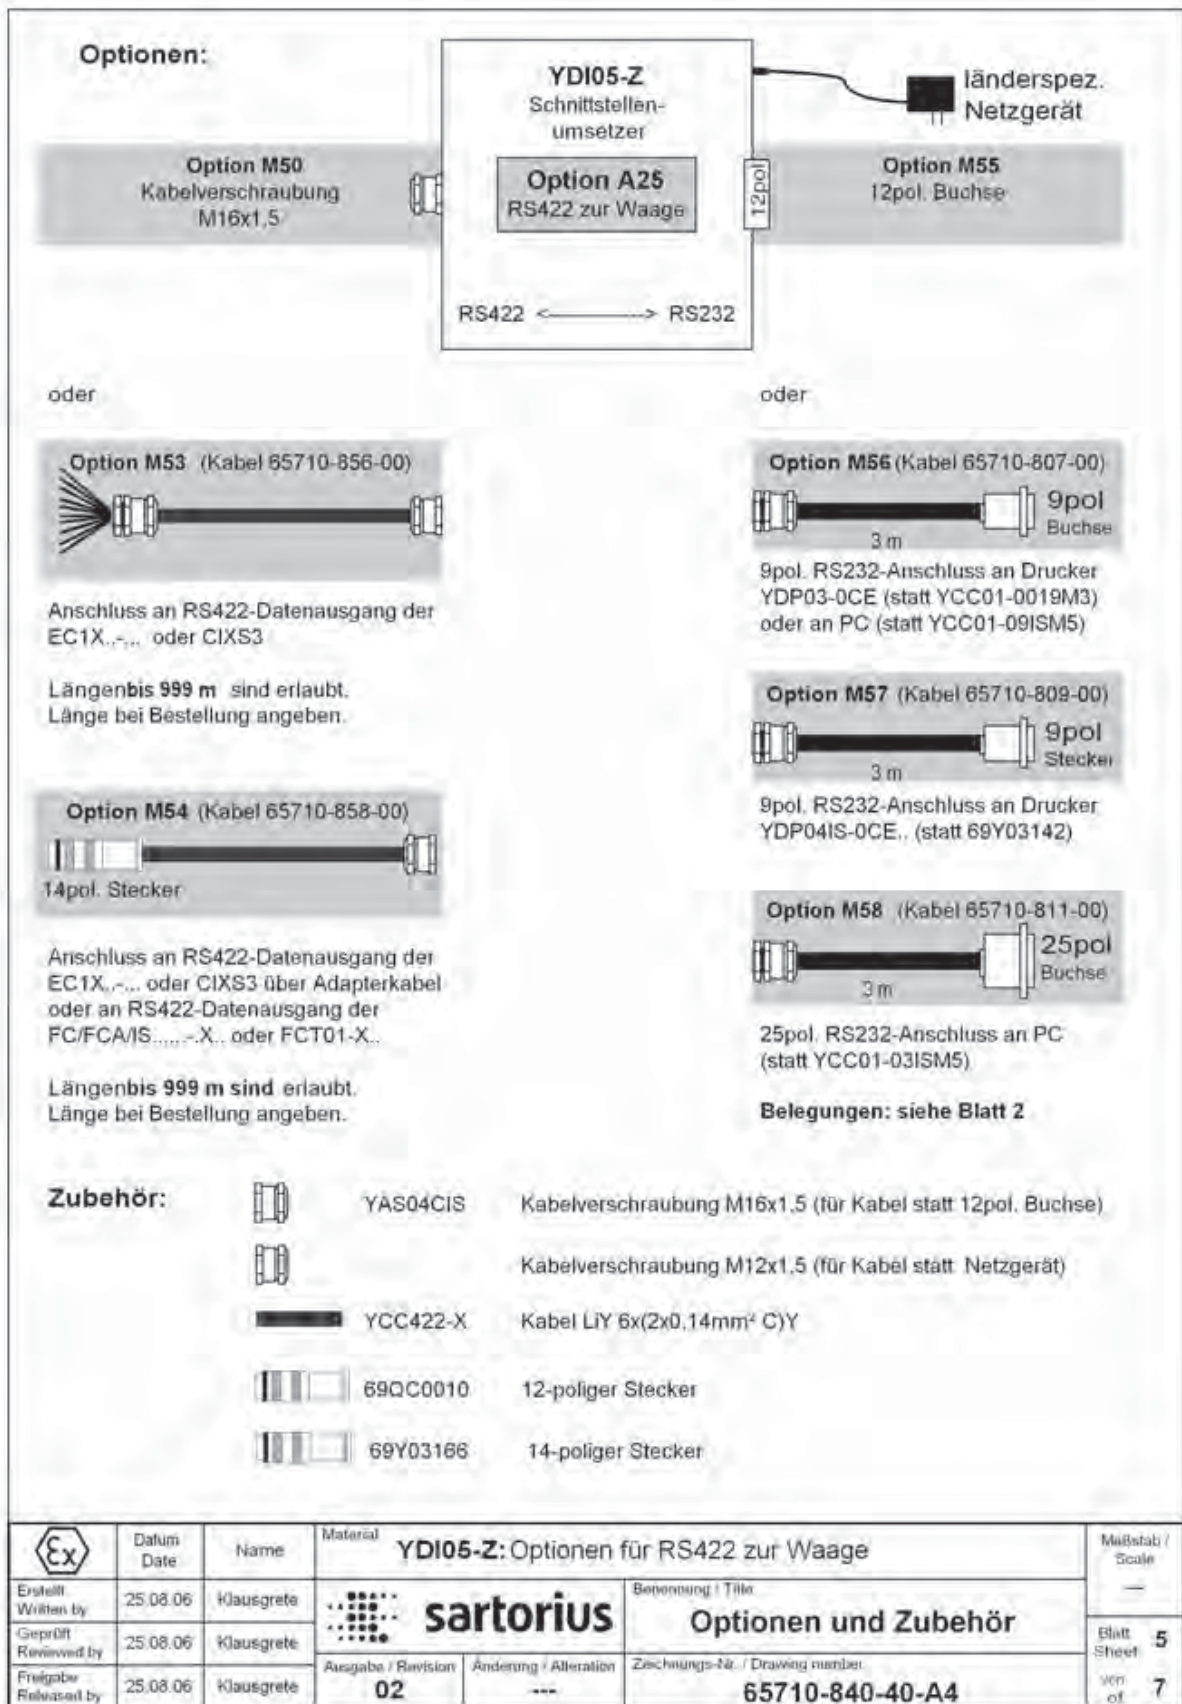 Optionen:
YDI05-Z
Schnittstellen-
umsetzer
länderspez.
Netzgerät
Option M50
Kabelverschraubung
M16x1,5
Option A25
RS422 zur Waage
12pol
Option M55
12pol. Buchse
RS422 <----------> RS232
oder
oder
Option M53 (Kabel 65710-856-00)
Anschluss an RS422-Datenausgang der
EC1X..-... oder CIXS3
Längenbis 999 m sind erlaubt.
Länge bei Bestellung angeben.
Option M54 (Kabel 65710-858-00)
14pol. Stecker
Anschluss an RS422-Datenausgang der
EC1X..-... oder CIXS3 über Adapterkabel
oder an RS422-Datenausgang der
FC/FCA/IS......-.X.. oder FCT01-X..
Längenbis 999 m sind erlaubt.
Länge bei Bestellung angeben.
Option M56 (Kabel 65710-807-00)
9pol
Buchse
3 m
9pol. RS232-Anschluss an Drucker
YDP03-0CE (statt YCC01-0019M3)
oder an PC (statt YCC01-09ISM5)
Option M57 (Kabel 65710-809-00)
9pol
Stecker
3 m
9pol. RS232-Anschluss an Drucker
YDP04IS-0CE.. (statt 69Y03142)
Option M58 (Kabel 65710-811-00)
25pol
Buchse
3 m
25pol. RS232-Anschluss an PC
(statt YCC01-03ISM5)
Belegungen: siehe Blatt 2
Zubehör:
YAS04CIS Kabelverschraubung M16x1,5 (für Kabel statt 12pol. Buchse)
Kabelverschraubung M12x1,5 (für Kabel statt Netzgerät)
YCC422-X Kabel LiY 6x(2x0,14mm² C)Y
69QC0010 12-poliger Stecker
69Y03166 14-poliger Stecker
Ex
Datum
Date
Name
Material
YDI05-Z: Optionen für RS422 zur Waage
Maßstab /
Scale
---
Erstellt
Written by
25.08.06
Klausgrete
sartorius
Benennung / Title
Optionen und Zubehör
Geprüft
Reviewed by
25.08.06
Klausgrete
Blatt
Sheet
5
Freigabe
Released by
25.08.06
Klausgrete
Ausgabe / Revision
02
Änderung / Alteration
---
Zeichnungs-Nr. / Drawing number
65710-840-40-A4
von
of
7